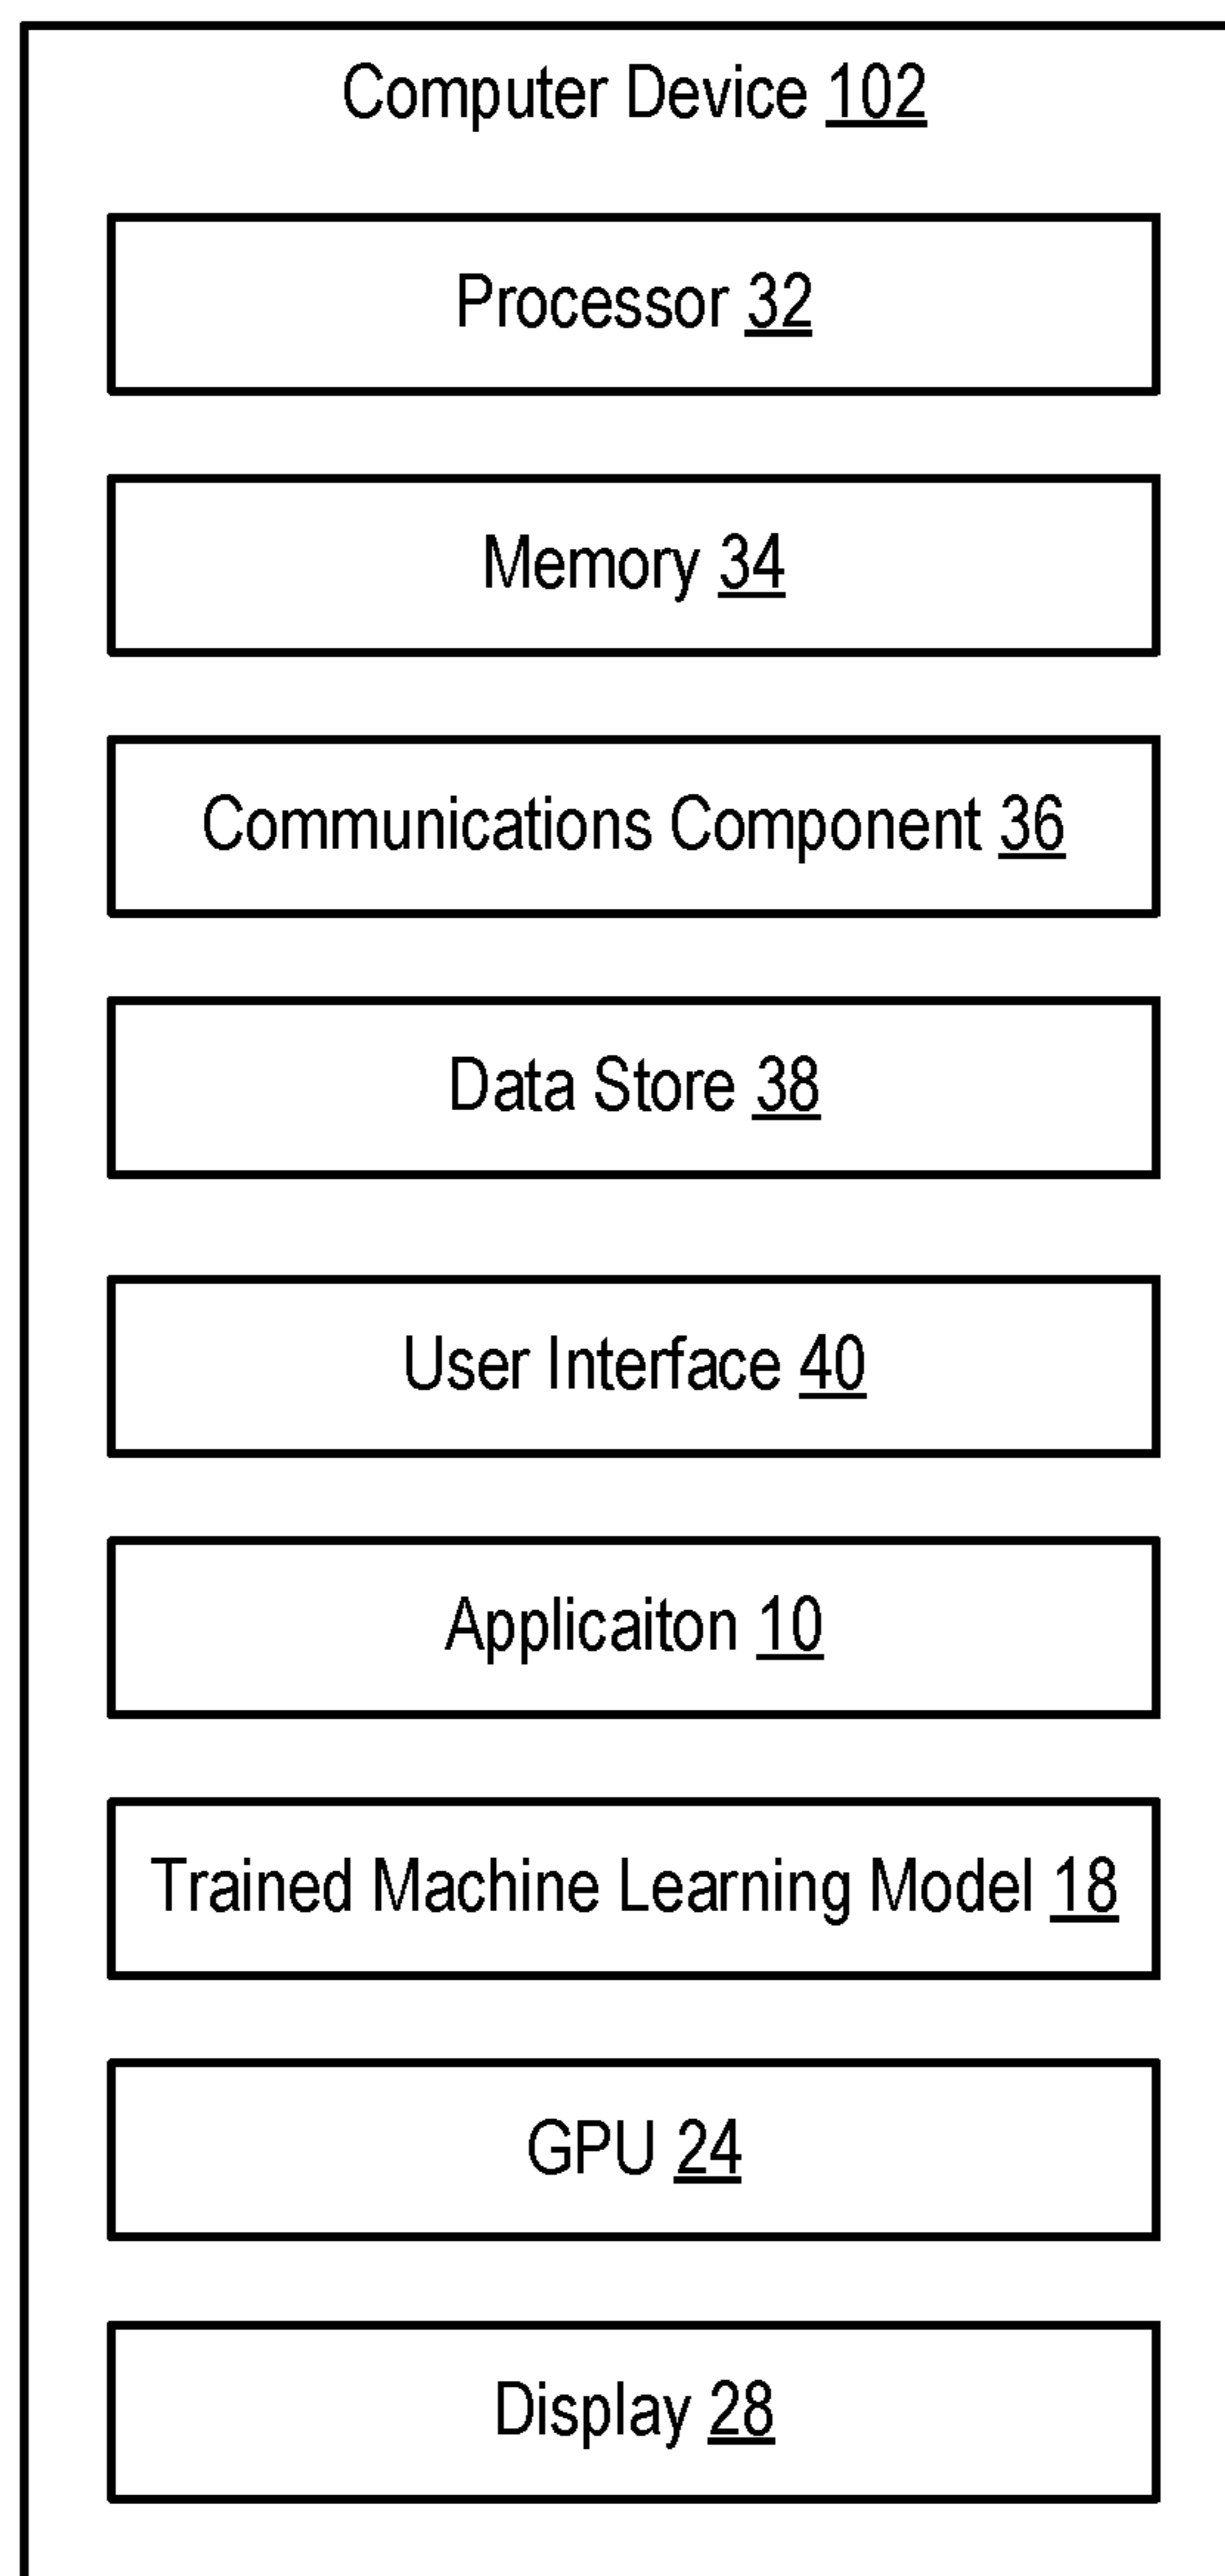 Computer Device 102
Processor 32
Memory 34
Communications Component 36
Data Store 38
User Interface 40
Applicaiton 10
Trained Machine Learning Model 18
GPU 24
Display 28